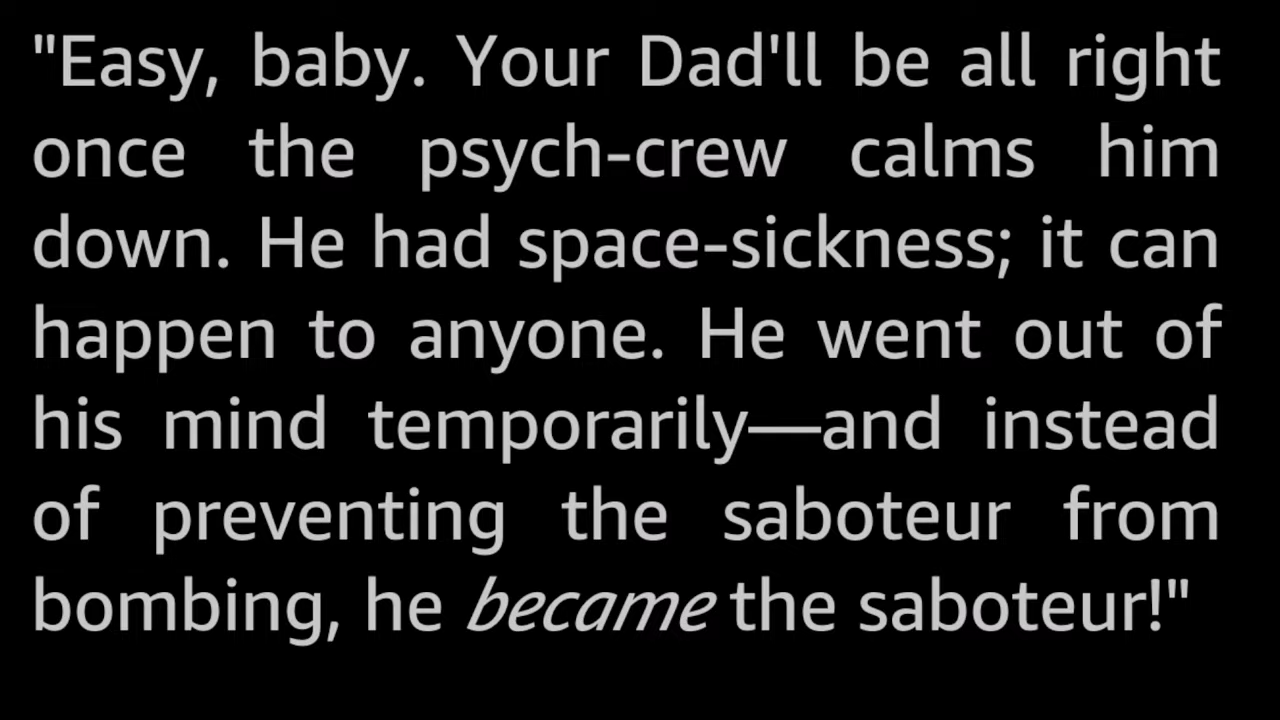 "Easy, baby. Your Dad'll be all right
once the psych-crew calms him
down. He had space-sickness; it can
happen to anyone. He went out of
his mind temporarily—and instead
of preventing the saboteur from
bombing, he became the saboteur!"